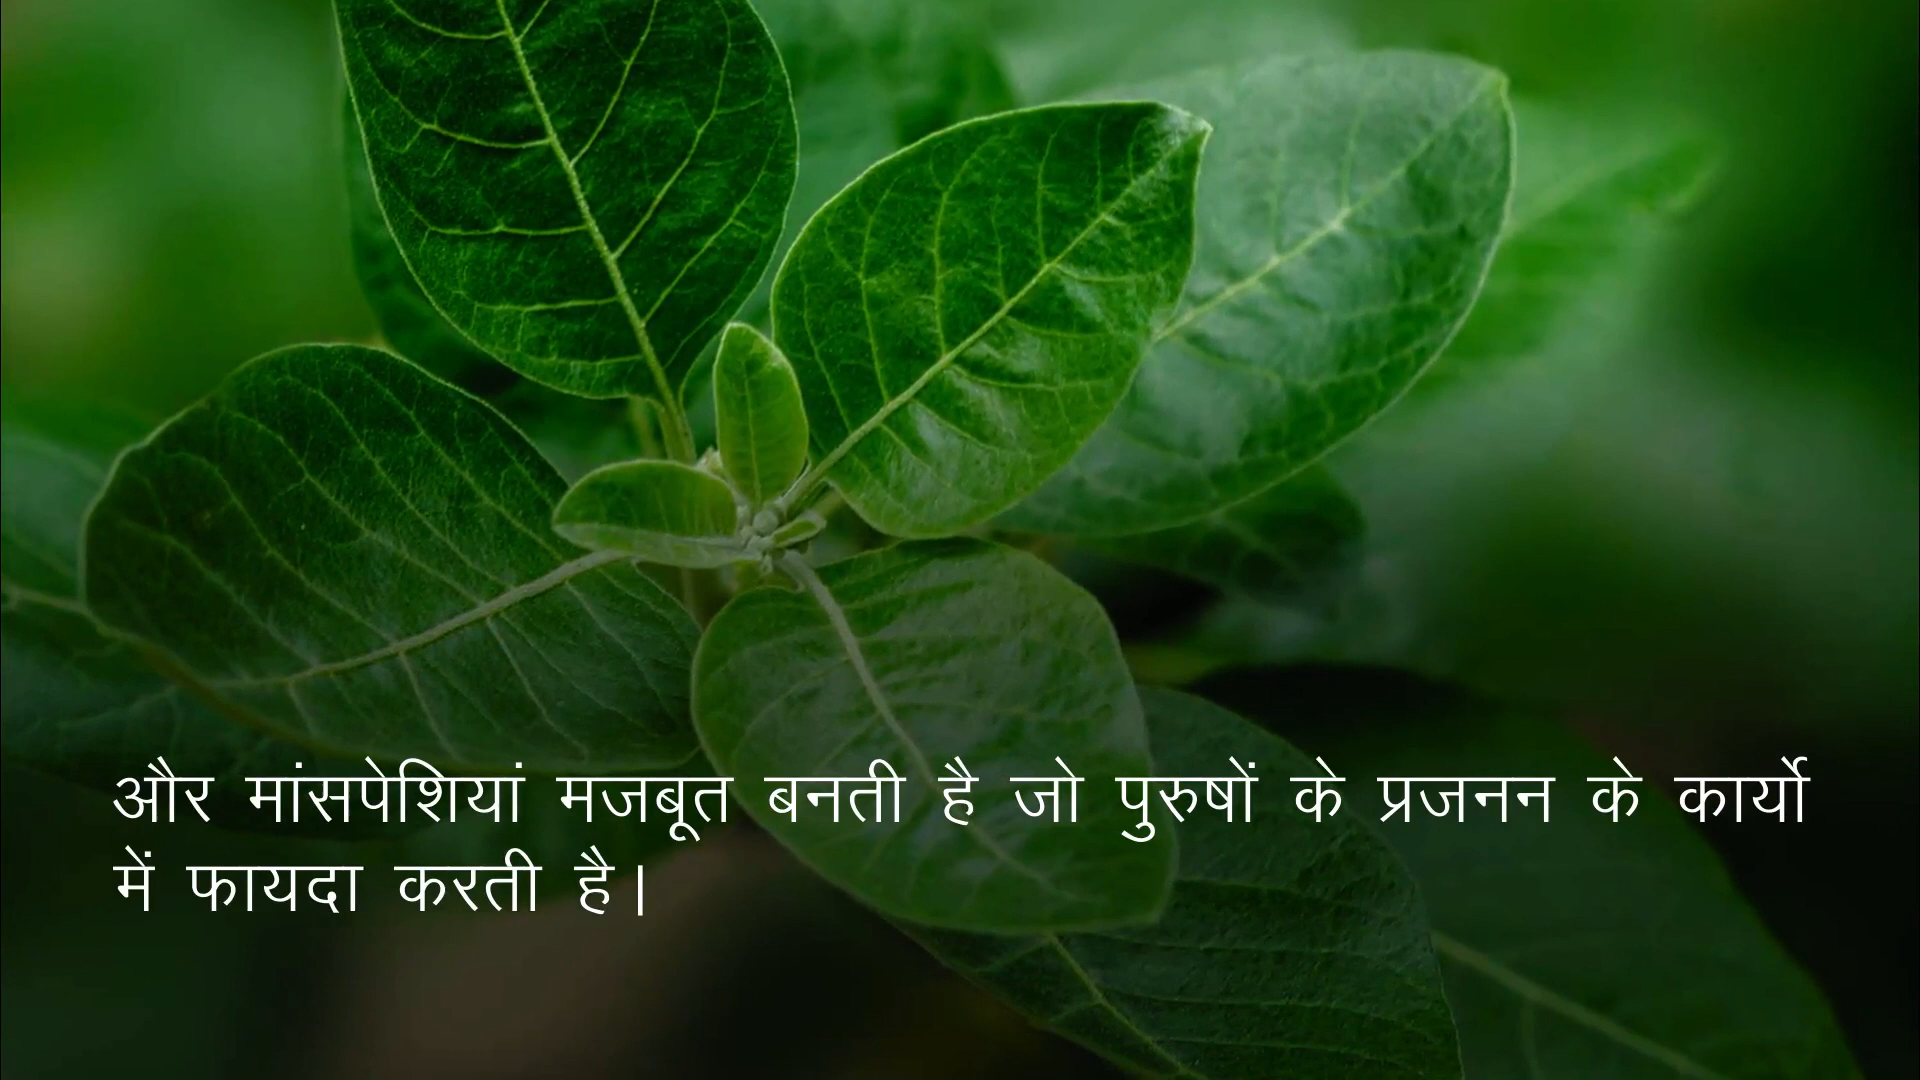 और मांसपेशियां मजबूत बनती है जो पुरुषों के प्रजनन के कार्यो
में फायदा करती है।